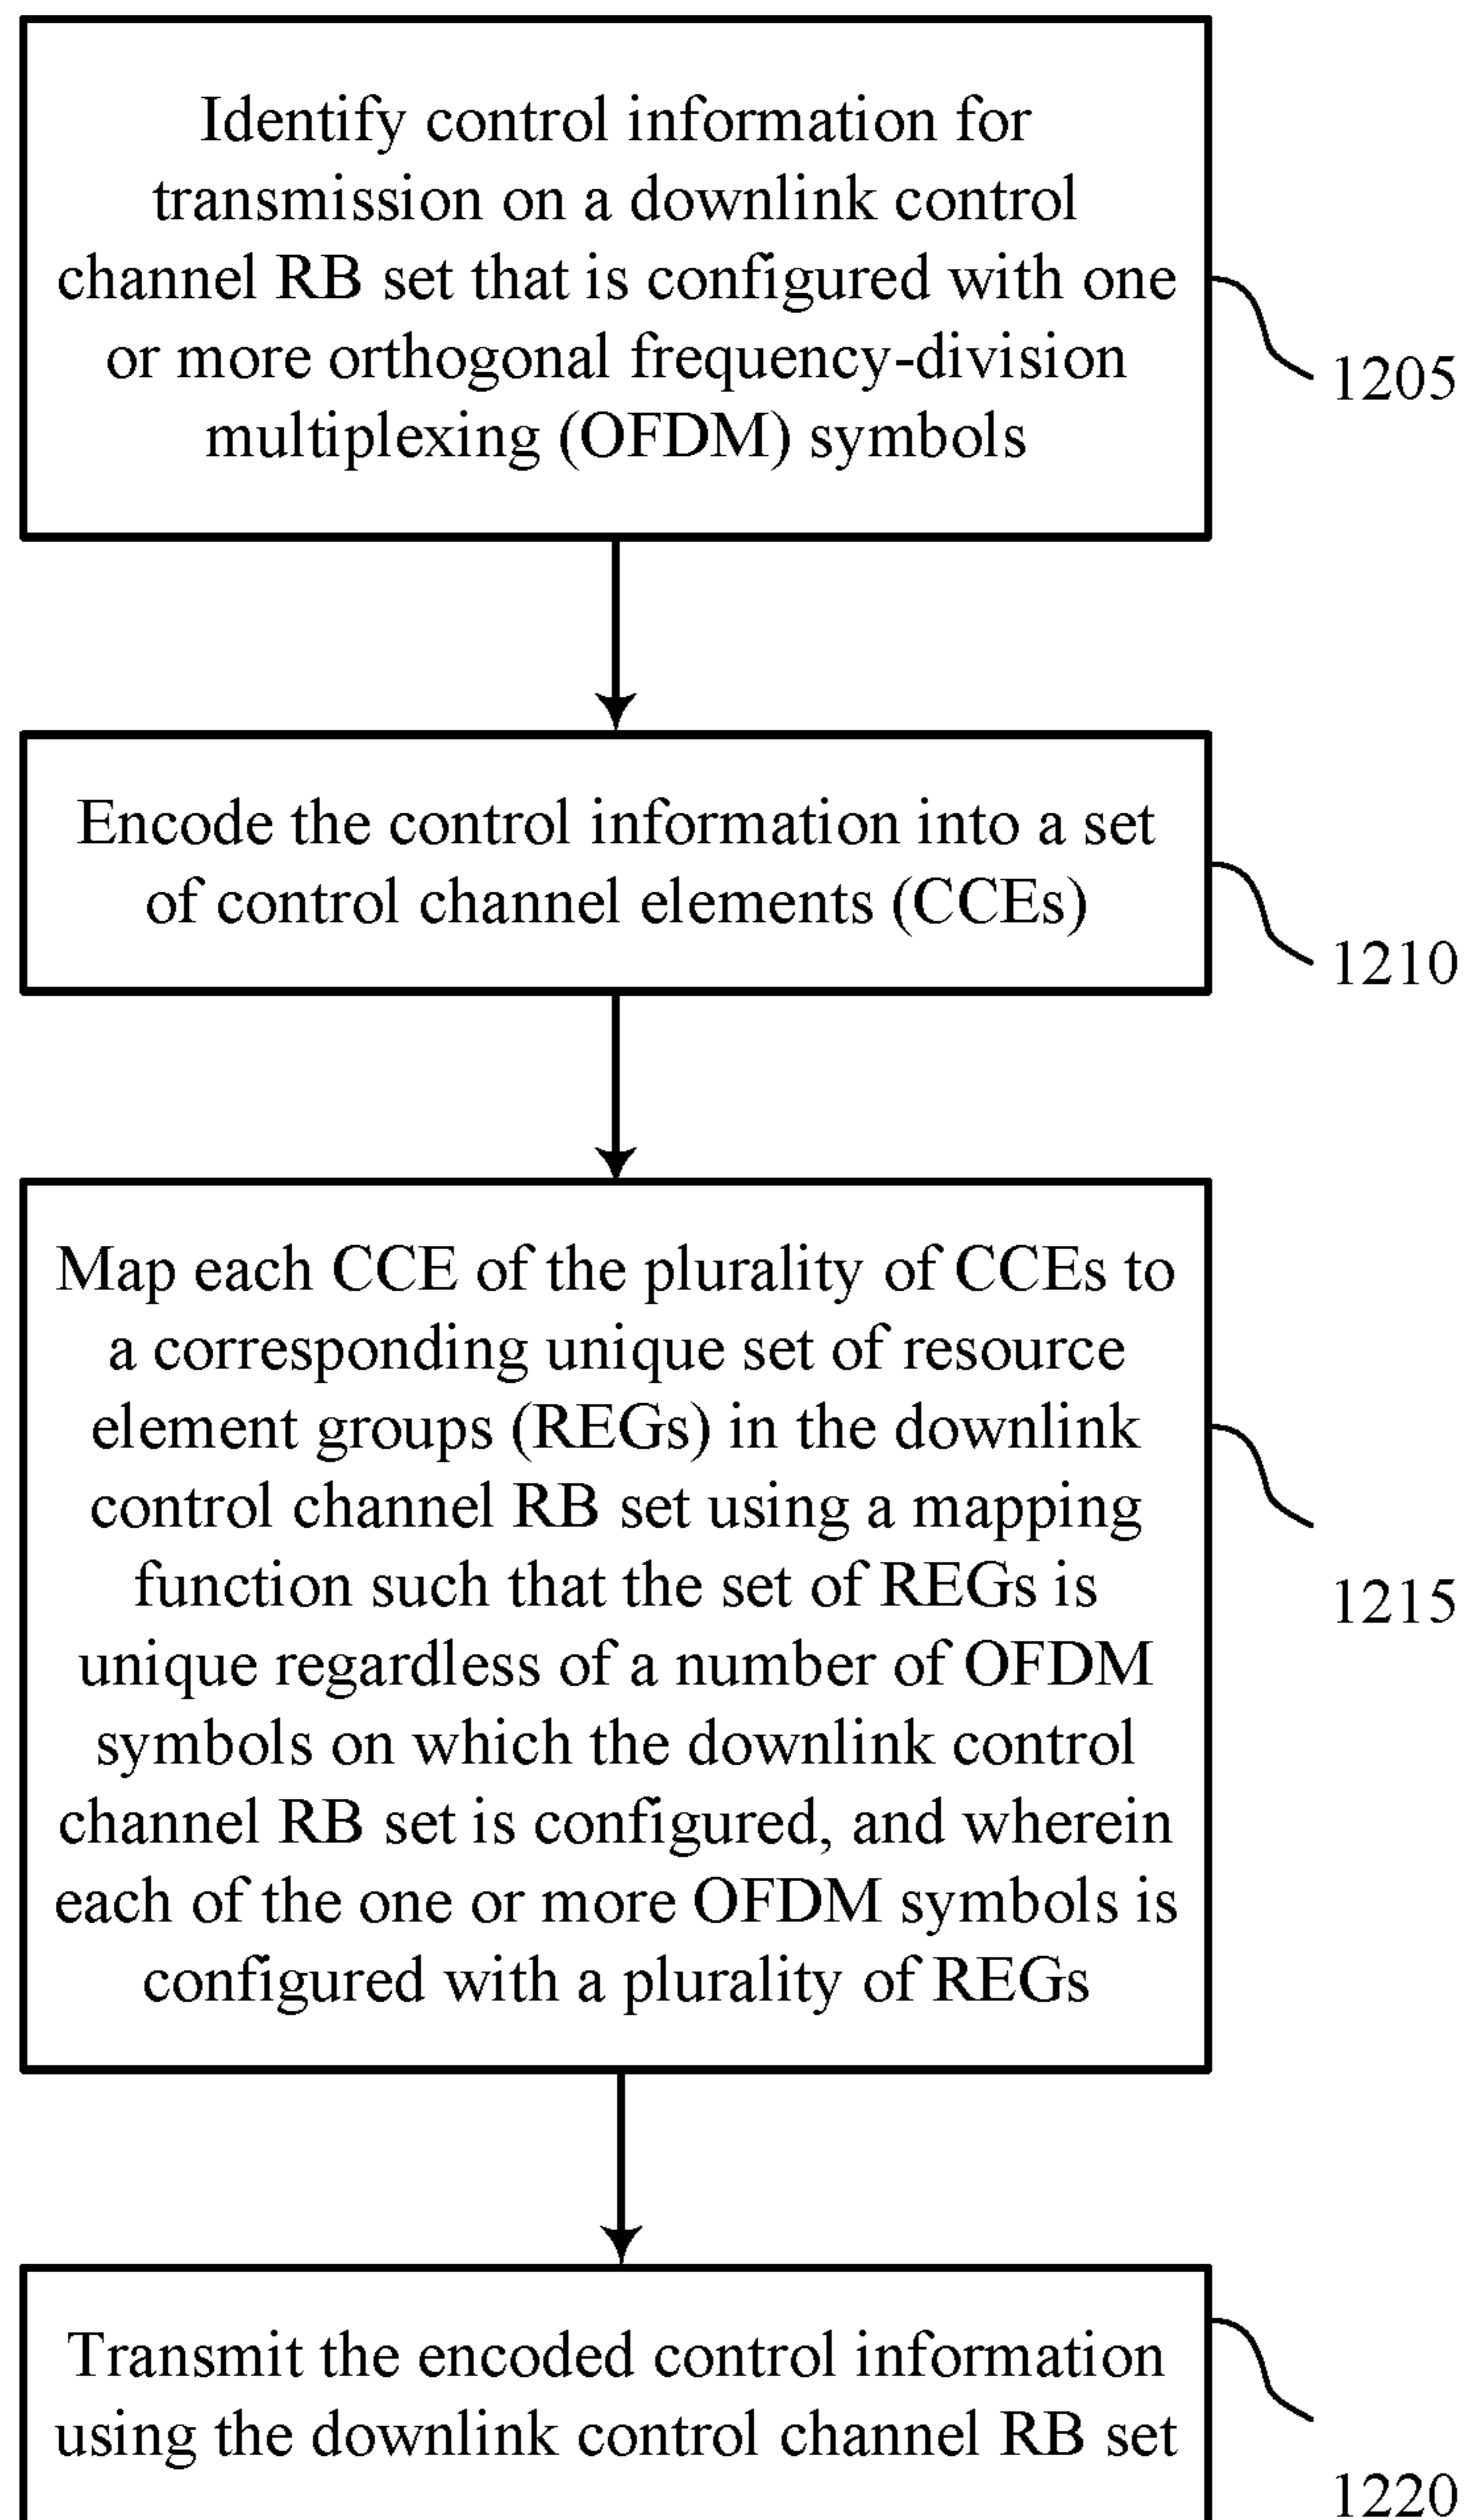 Identify control information for
transmission on a downlink control
channel RB set that is configured with one
or more orthogonal frequency-division
multiplexing (OFDM) symbols
1205
Encode the control information into a set
of control channel elements (CCEs)
1210
Map each CCE of the plurality of CCEs to
a corresponding unique set of resource
element groups (REGs) in the downlink
control channel RB set using a mapping
function such that the set of REGs is
unique regardless of a number of OFDM
symbols on which the downlink control
channel RB set is configured, and wherein
each of the one or more OFDM symbols is
configured with a plurality of REGs
1215
Transmit the encoded control information
using the downlink control channel RB set
1220